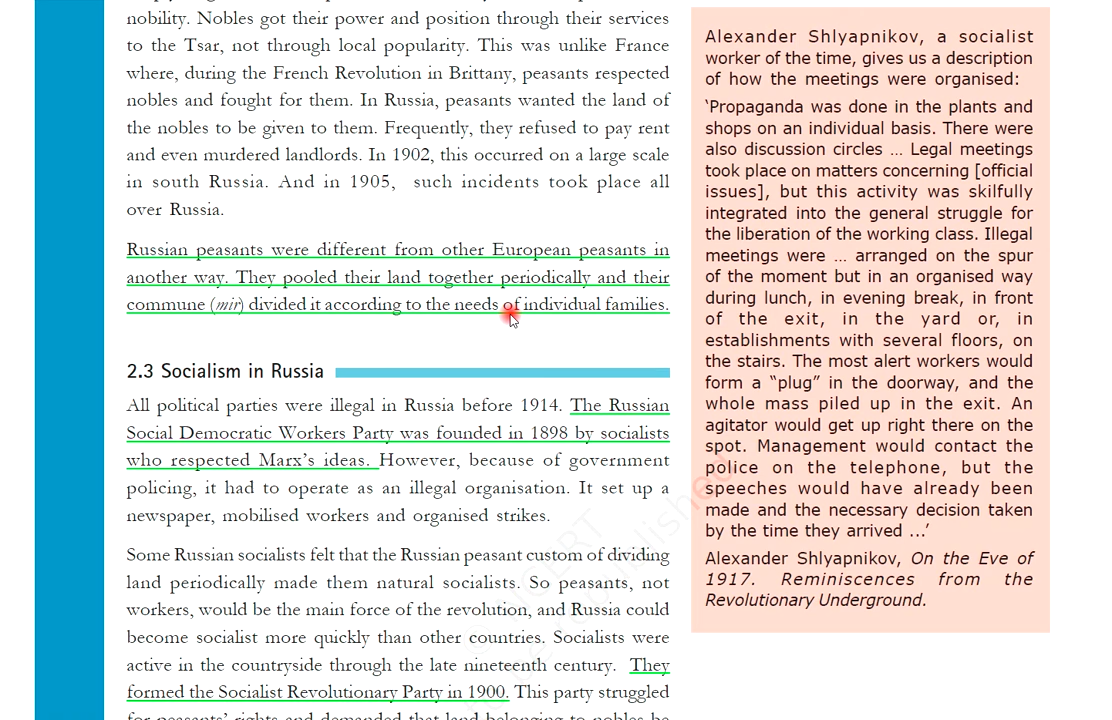 nobility. Nobles got their power and position through their services
to the Tsar, not through local popularity. This was unlike France
where, during the French Revolution in Brittany, peasants respected
nobles and fought for them. In Russia, peasants wanted the land of
the nobles to be given to them. Frequently, they refused to pay rent
and even murdered landlords. In 1902, this occurred on a large scale
in south Russia. And in 1905, such incidents took place all
over Russia.
Russian peasants were different from other European peasants in
another way. They pooled their land together periodically and their
commune (mir) divided it according to the needs of individual families.
2.3 Socialism in Russia
All political parties were illegal in Russia before 1914. The Russian
Social Democratic Workers Party was founded in 1898 by socialists
who respected Marx's ideas. However, because of government
policing, it had to operate as an illegal organisation. It set up a
newspaper, mobilised workers and organised strikes.
Some Russian socialists felt that the Russian peasant custom of dividing
land periodically made them natural socialists. So peasants, not
workers, would be the main force of the revolution, and Russia could
become socialist more quickly than other countries. Socialists were
active in the countryside through the late nineteenth century. They
formed the Socialist Revolutionary Party in 1900. This party struggled
for peasants' rights and demanded that land belonging to nobles be
Alexander Shlyapnikov, a socialist
worker of the time, gives us a description
of how the meetings were organised:
'Propaganda was done in the plants and
shops on an individual basis. There were
also discussion circles … Legal meetings
took place on matters concerning [official
issues], but this activity was skilfully
integrated into the general struggle for
the liberation of the working class. Illegal
meetings were … arranged on the spur
of the moment but in an organised way
during lunch, in evening break, in front
of the exit, in the yard or, in
establishments with several floors, on
the stairs. The most alert workers would
form a "plug" in the doorway, and the
whole mass piled up in the exit. An
agitator would get up right there on the
spot. Management would contact the
police on the telephone, but the
speeches would have already been
made and the necessary decision taken
by the time they arrived …'
Alexander Shlyapnikov, On the Eve of
1917. Reminiscences from the
Revolutionary Underground.